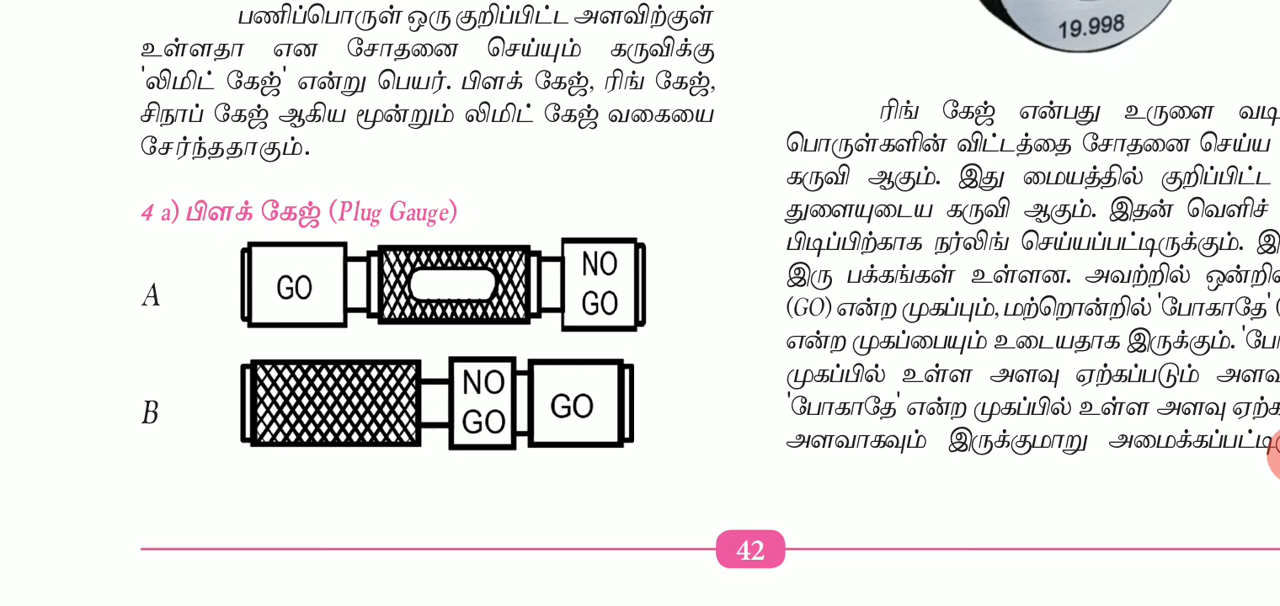 பணிப்பொருள் ஒரு குறிப்பிட்ட அளவிற்குள்
உள்ளதா என சோதனை செய்யும் கருவிக்கு
'லிமிட் கேஜ்' என்று பெயர். பிளக் கேஜ், ரிங் கேஜ்,
சிநாப் கேஜ் ஆகிய மூன்றும் லிமிட் கேஜ் வகையை
சேர்ந்ததாகும்.
4 a) பிளக் கேஜ் (Plug Gauge)
A
GO
NO
GO
B
NO
GO
GO
19.998
ரிங் கேஜ் என்பது உருளை
பொருள்களின் விட்டத்தை சோதனை செய்ய
கருவி ஆகும். இது மையத்தில் குறிப்பிட்ட
துளையுடைய கருவி ஆகும். இதன் வெளிச்
பிடிப்பிற்காக நர்லிங் செய்யப்பட்டிருக்கும்.
இரு பக்கங்கள் உள்ளன. அவற்றில்
(GO) என்ற முகப்பும், மற்றொன்றில் 'போகாதே'
என்ற முகப்பையும் உடையதாக இருக்கும்.
முகப்பில் உள்ள அளவு ஏற்கப்படும்
'போகாதே' என்ற முகப்பில் உள்ள அளவு
அளவாகவும் இருக்குமாறு
42